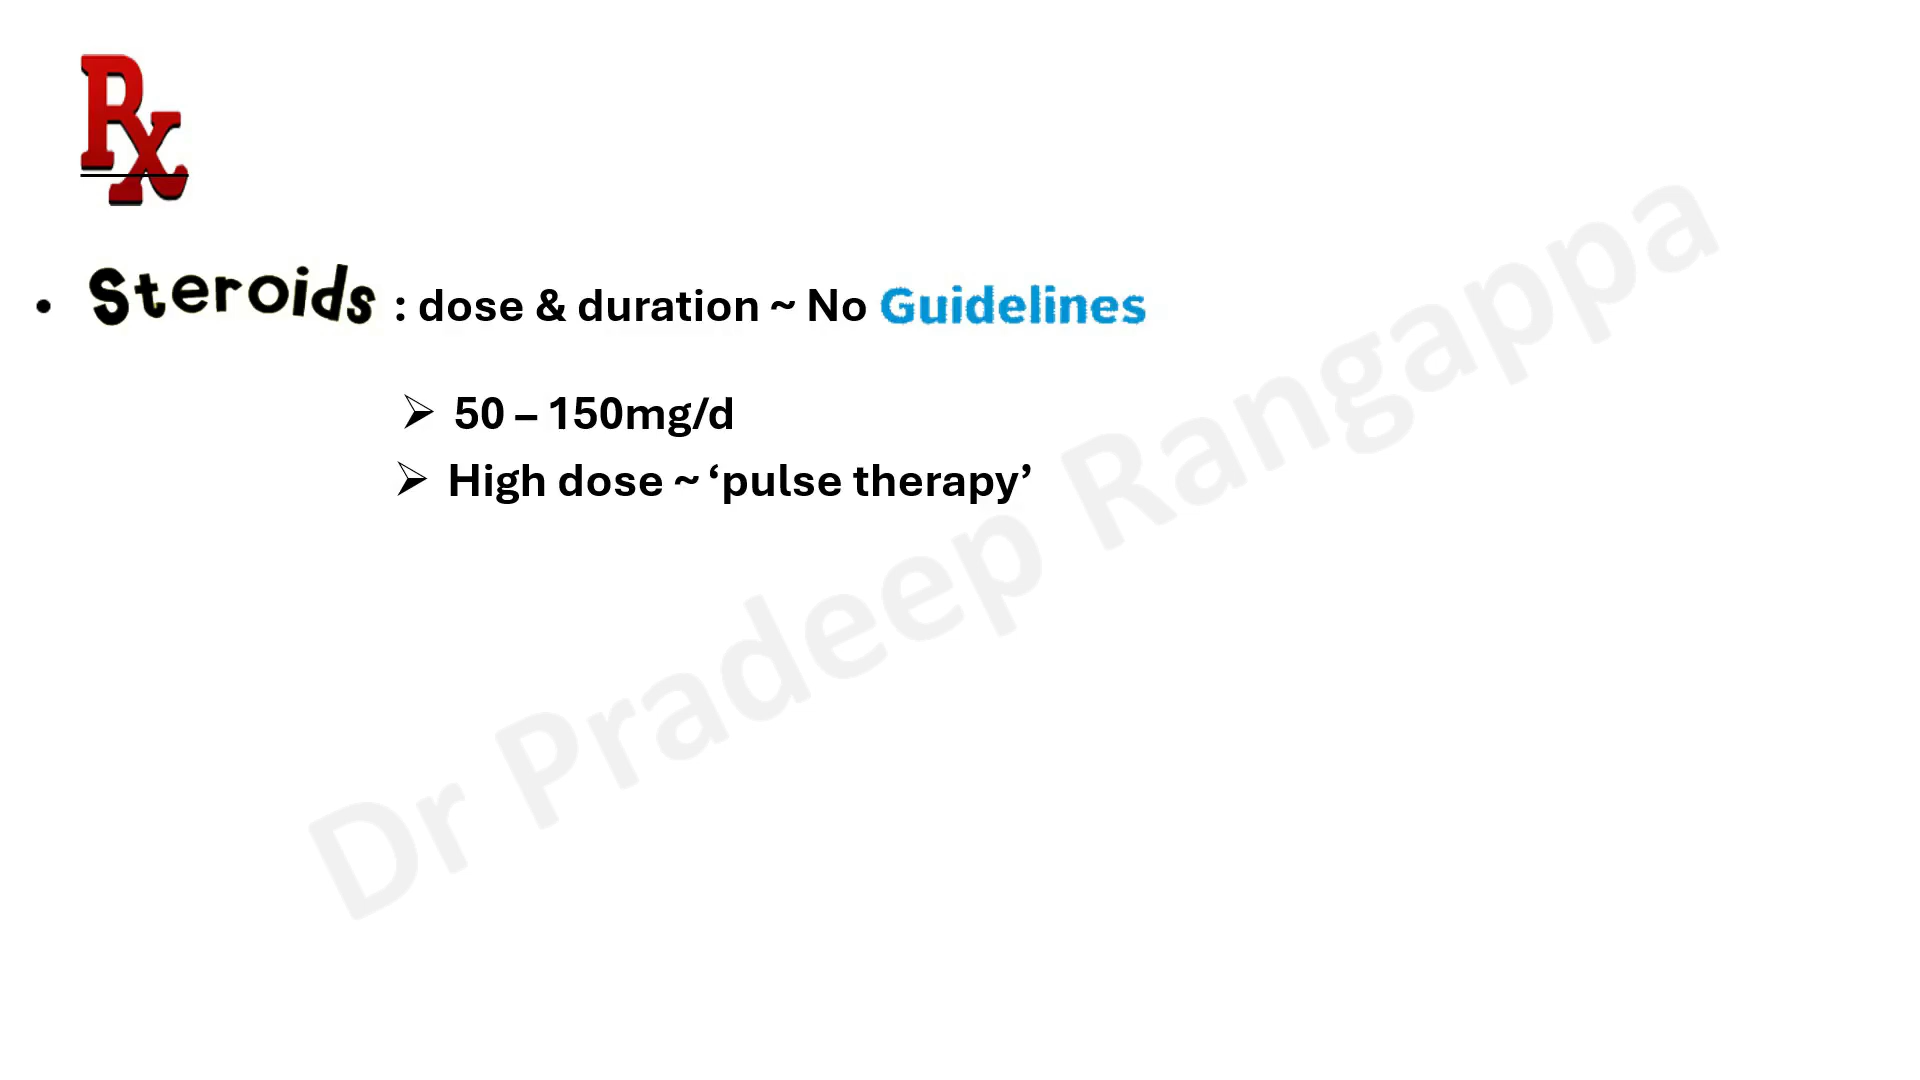 Rx
• Steroids : dose & duration ~ No Guidelines
➢ 50 – 150mg/d
➢ High dose ~ ‘pulse therapy’
Dr Pradeep Rangappa